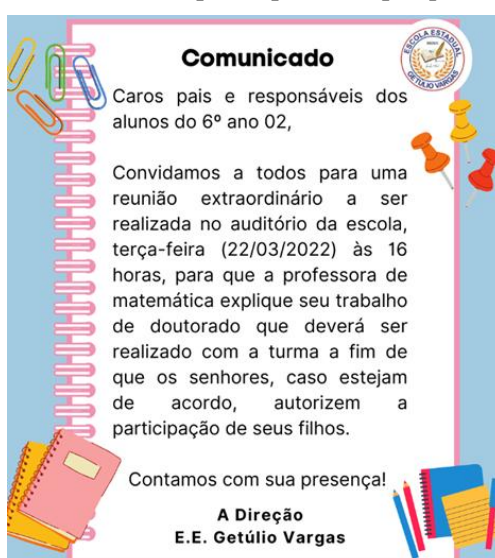 Comunicado
ESCOLA ESTADUAL
GETÚLIO VARGAS
Caros pais e responsáveis dos
alunos do 6º ano 02,
Convidamos a todos para uma
reunião extraordinário a ser
realizada no auditório da escola,
terça-feira (22/03/2022) às 16
horas, para que a professora de
matemática explique seu trabalho
de doutorado que deverá ser
realizado com a turma a fim de
que os senhores, caso estejam
de acordo, autorizem a
participação de seus filhos.
Contamos com sua presença!
A Direção
E.E. Getúlio Vargas